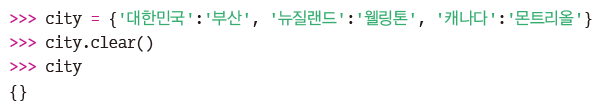 >>> city = {'대한민국':'부산', '뉴질랜드':'웰링톤', '캐나다':'몬트리올'}
>>> city.clear()
>>> city
{}